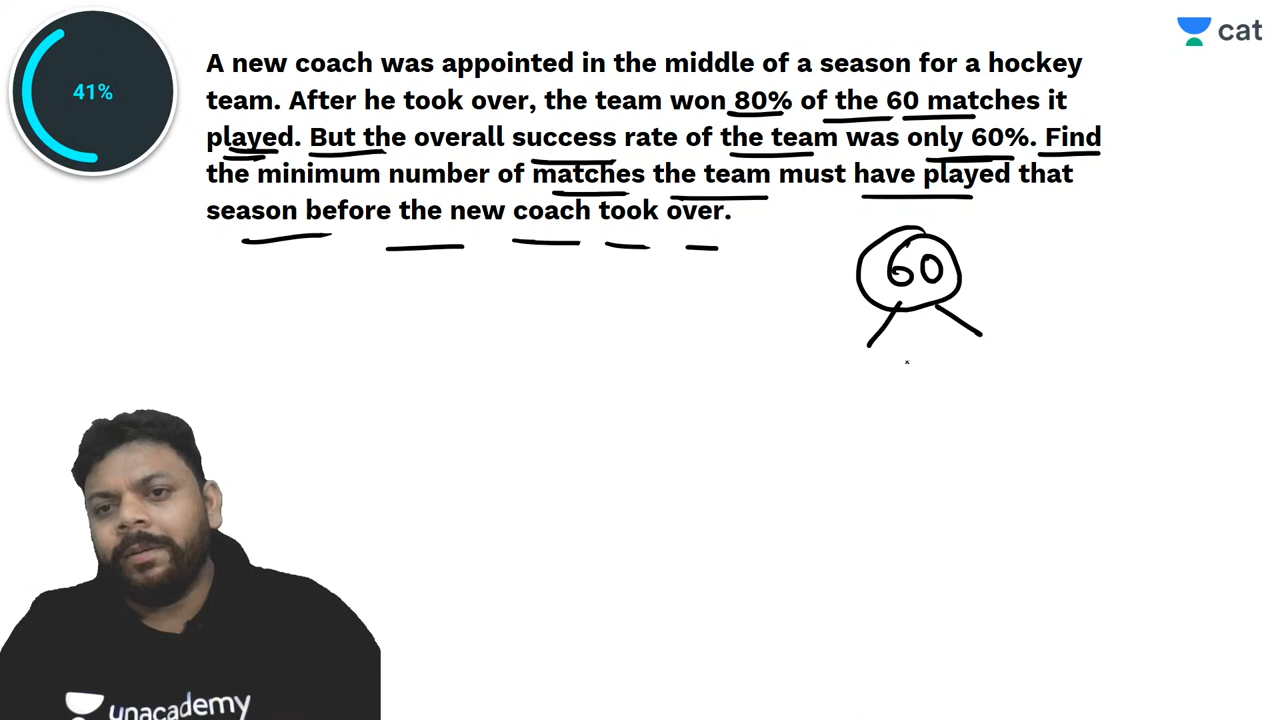 41%
cat
A new coach was appointed in the middle of a season for a hockey
team. After he took over, the team won 80% of the 60 matches it
played. But the overall success rate of the team was only 60%. Find
the minimum number of matches the team must have played that
season before the new coach took over.
60
unacademy